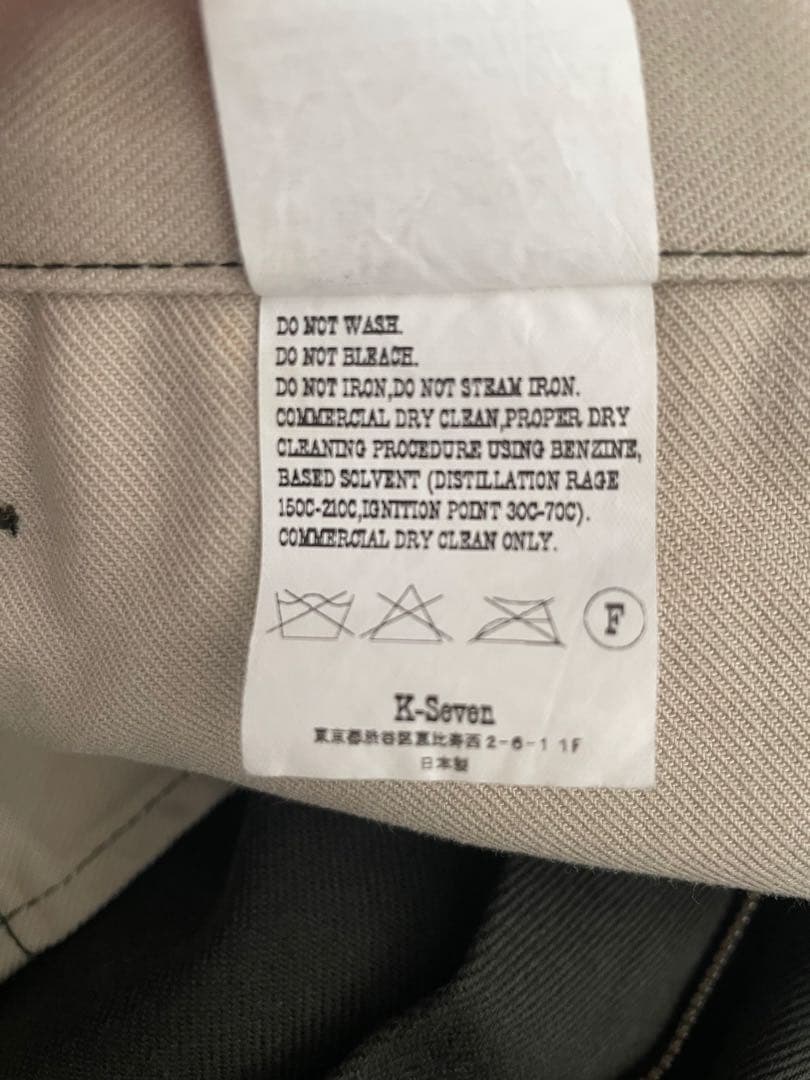 DO NOT WASH.
DO NOT BLEACH.
DO NOT IRON,DO NOT STEAM IRON.
COMMERCIAL DRY CLEAN,PROPER DRY
CLEANING PROCEDURE USING BENZINE,
BASED SOLVENT (DISTILLATION RAGE
150C-210C,IGNITION POINT 30C-70C).
COMMERCIAL DRY CLEAN ONLY.
F
K-Seven
東京都渋谷区恵比寿西2-6-1 1F
日本製